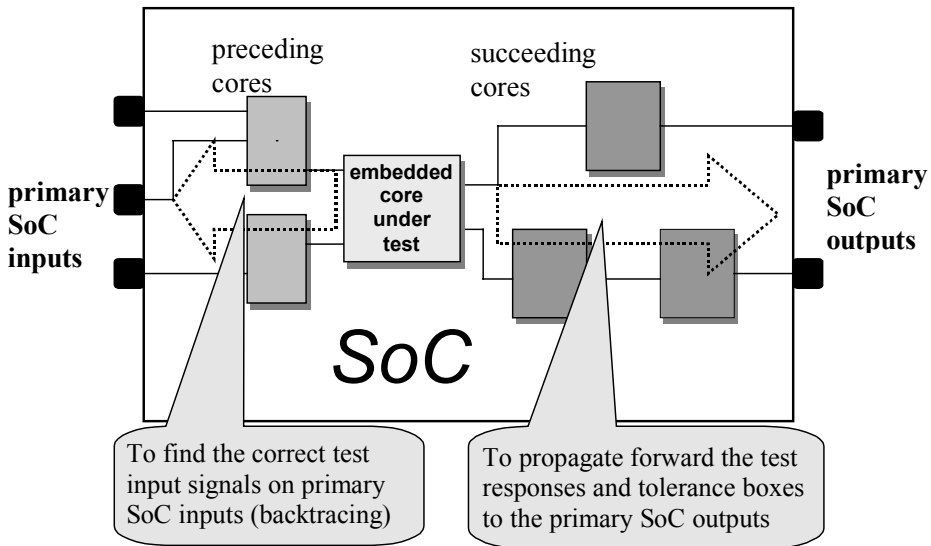 preceding
cores
succeeding
cores
primary
SoC
inputs
embedded
core
under
test
primary
SoC
outputs
SoC
To find the correct test
input signals on primary
SoC inputs (backtracing)
To propagate forward the test
responses and tolerance boxes
to the primary SoC outputs